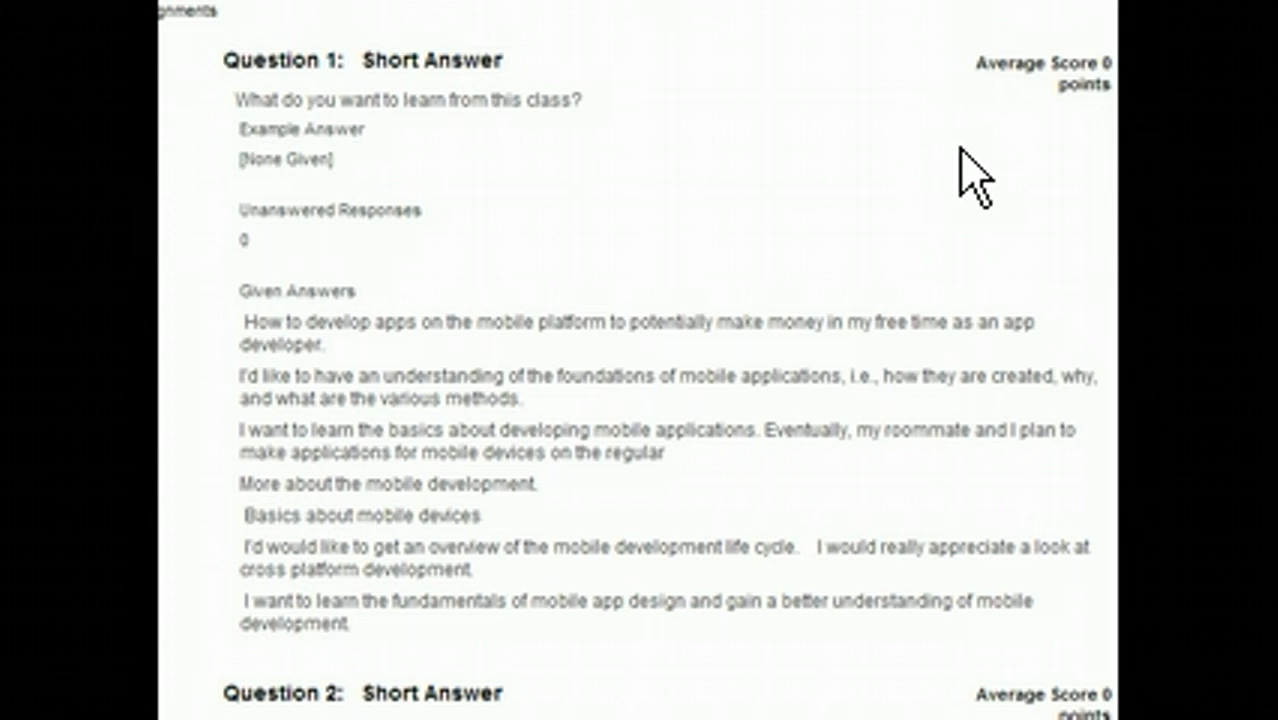 gnments
Question 1: Short Answer
Average Score 0
points
What do you want to learn from this class?
Example Answer
[None Given]
Unanswered Responses
0
Given Answers
How to develop apps on the mobile platform to potentially make money in my free time as an app
developer.
I'd like to have an understanding of the foundations of mobile applications, i.e., how they are created, why,
and what are the various methods.
I want to learn the basics about developing mobile applications. Eventually, my roommate and I plan to
make applications for mobile devices on the regular
More about the mobile development.
Basics about mobile devices
I'd would like to get an overview of the mobile development life cycle. I would really appreciate a look at
cross platform development.
I want to learn the fundamentals of mobile app design and gain a better understanding of mobile
development.
Question 2: Short Answer
Average Score 0
points